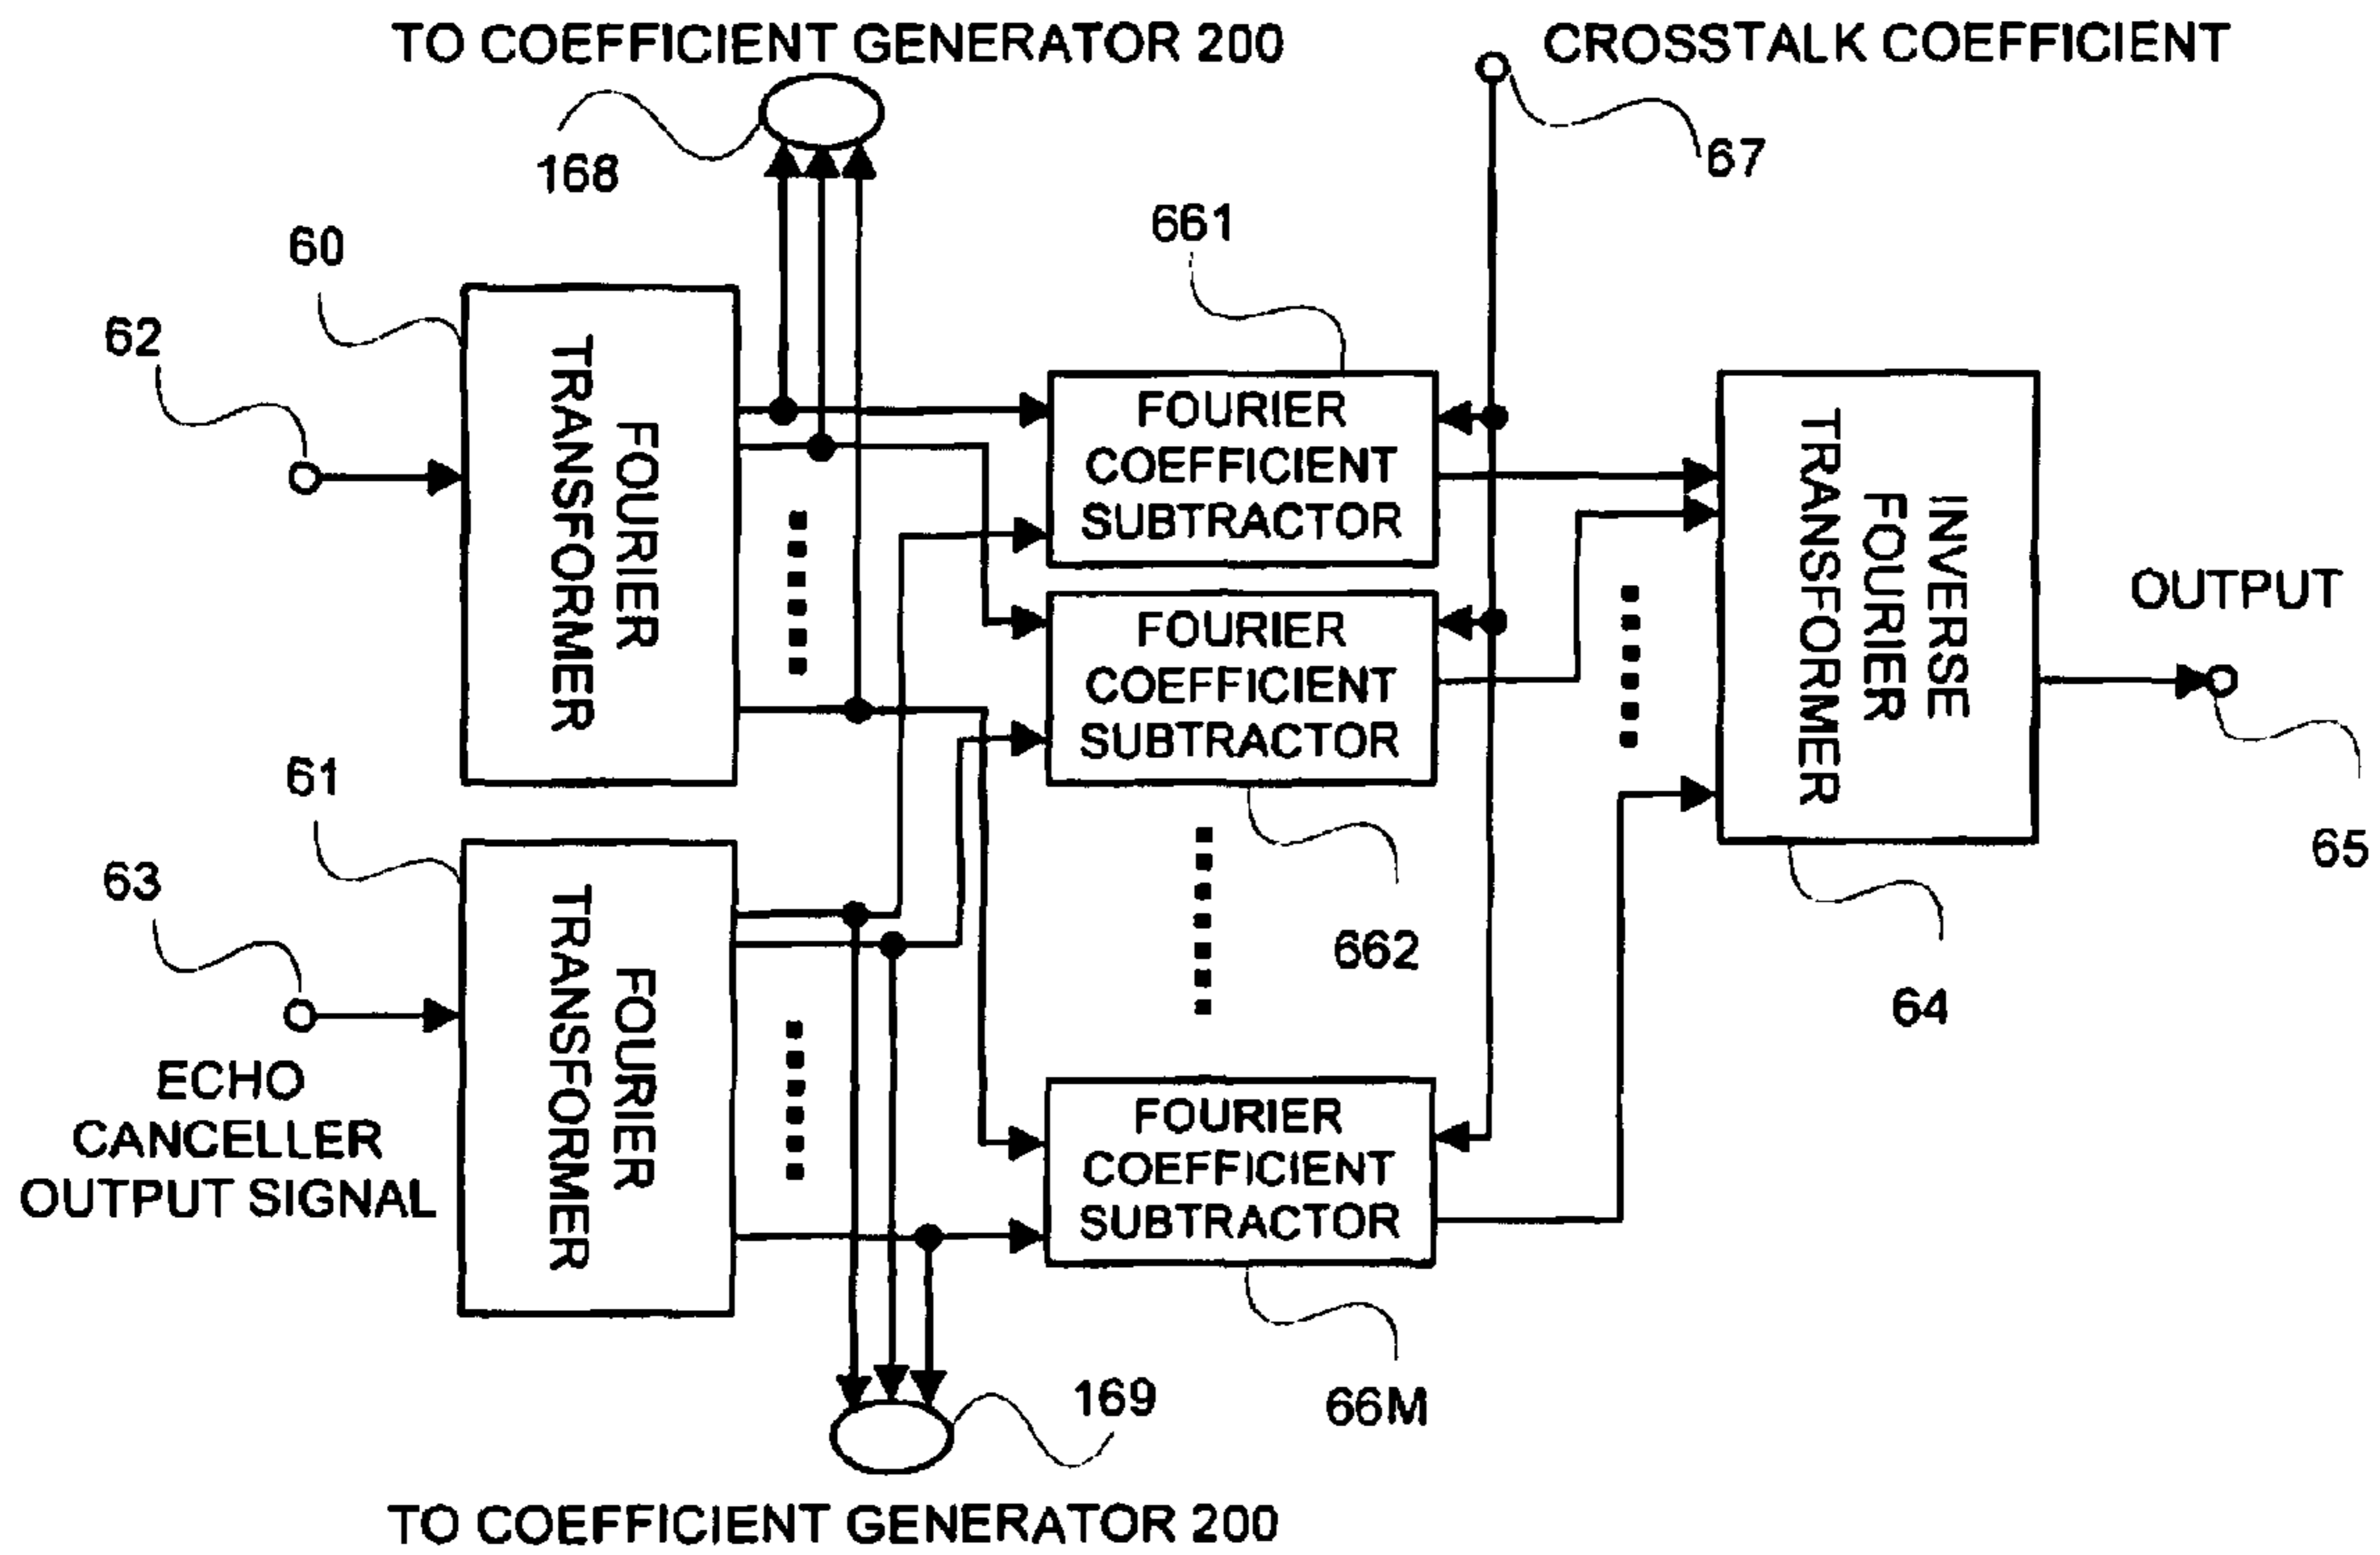 TO COEFFICIENT GENERATOR 200
CROSSTALK COEFFICIENT
168
67
60
661
62
FOURIER
TRANSFORMER
FOURIER
COEFFICIENT
SUBTRACTOR
INVERSE
FOURIER
TRANSFORMER
FOURIER
COEFFICIENT
SUBTRACTOR
OUTPUT
61
65
63
FOURIER
TRANSFORMER
662
64
ECHO
CANCELLER
OUTPUT SIGNAL
FOURIER
COEFFICIENT
SUBTRACTOR
169
66M
TO COEFFICIENT GENERATOR 200